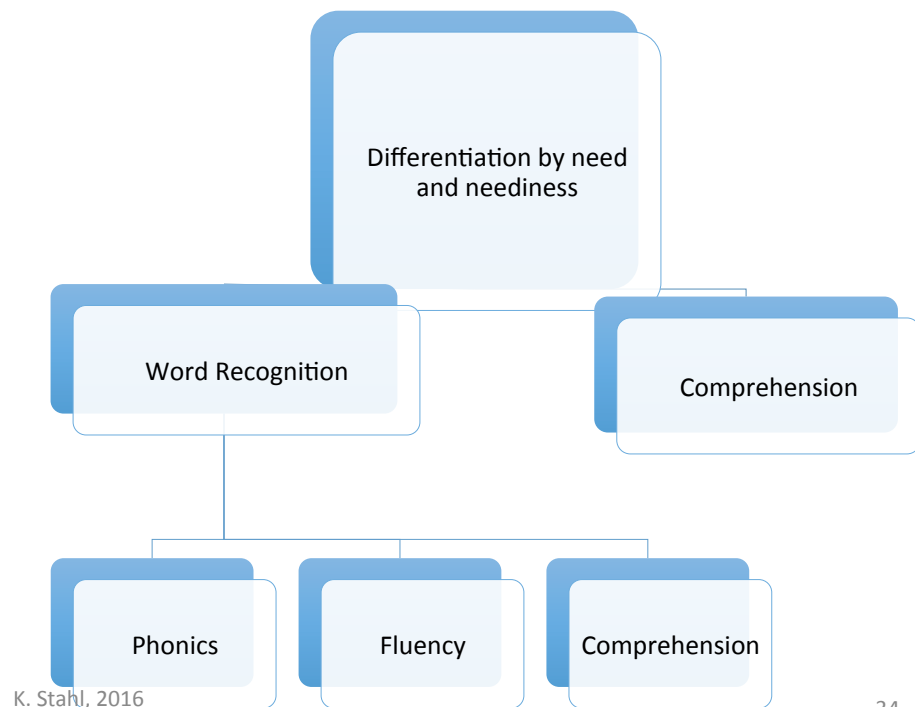 Differentiation by need
and neediness
Word Recognition
Comprehension
Phonics
Fluency
Comprehension
K. Stahl, 2016